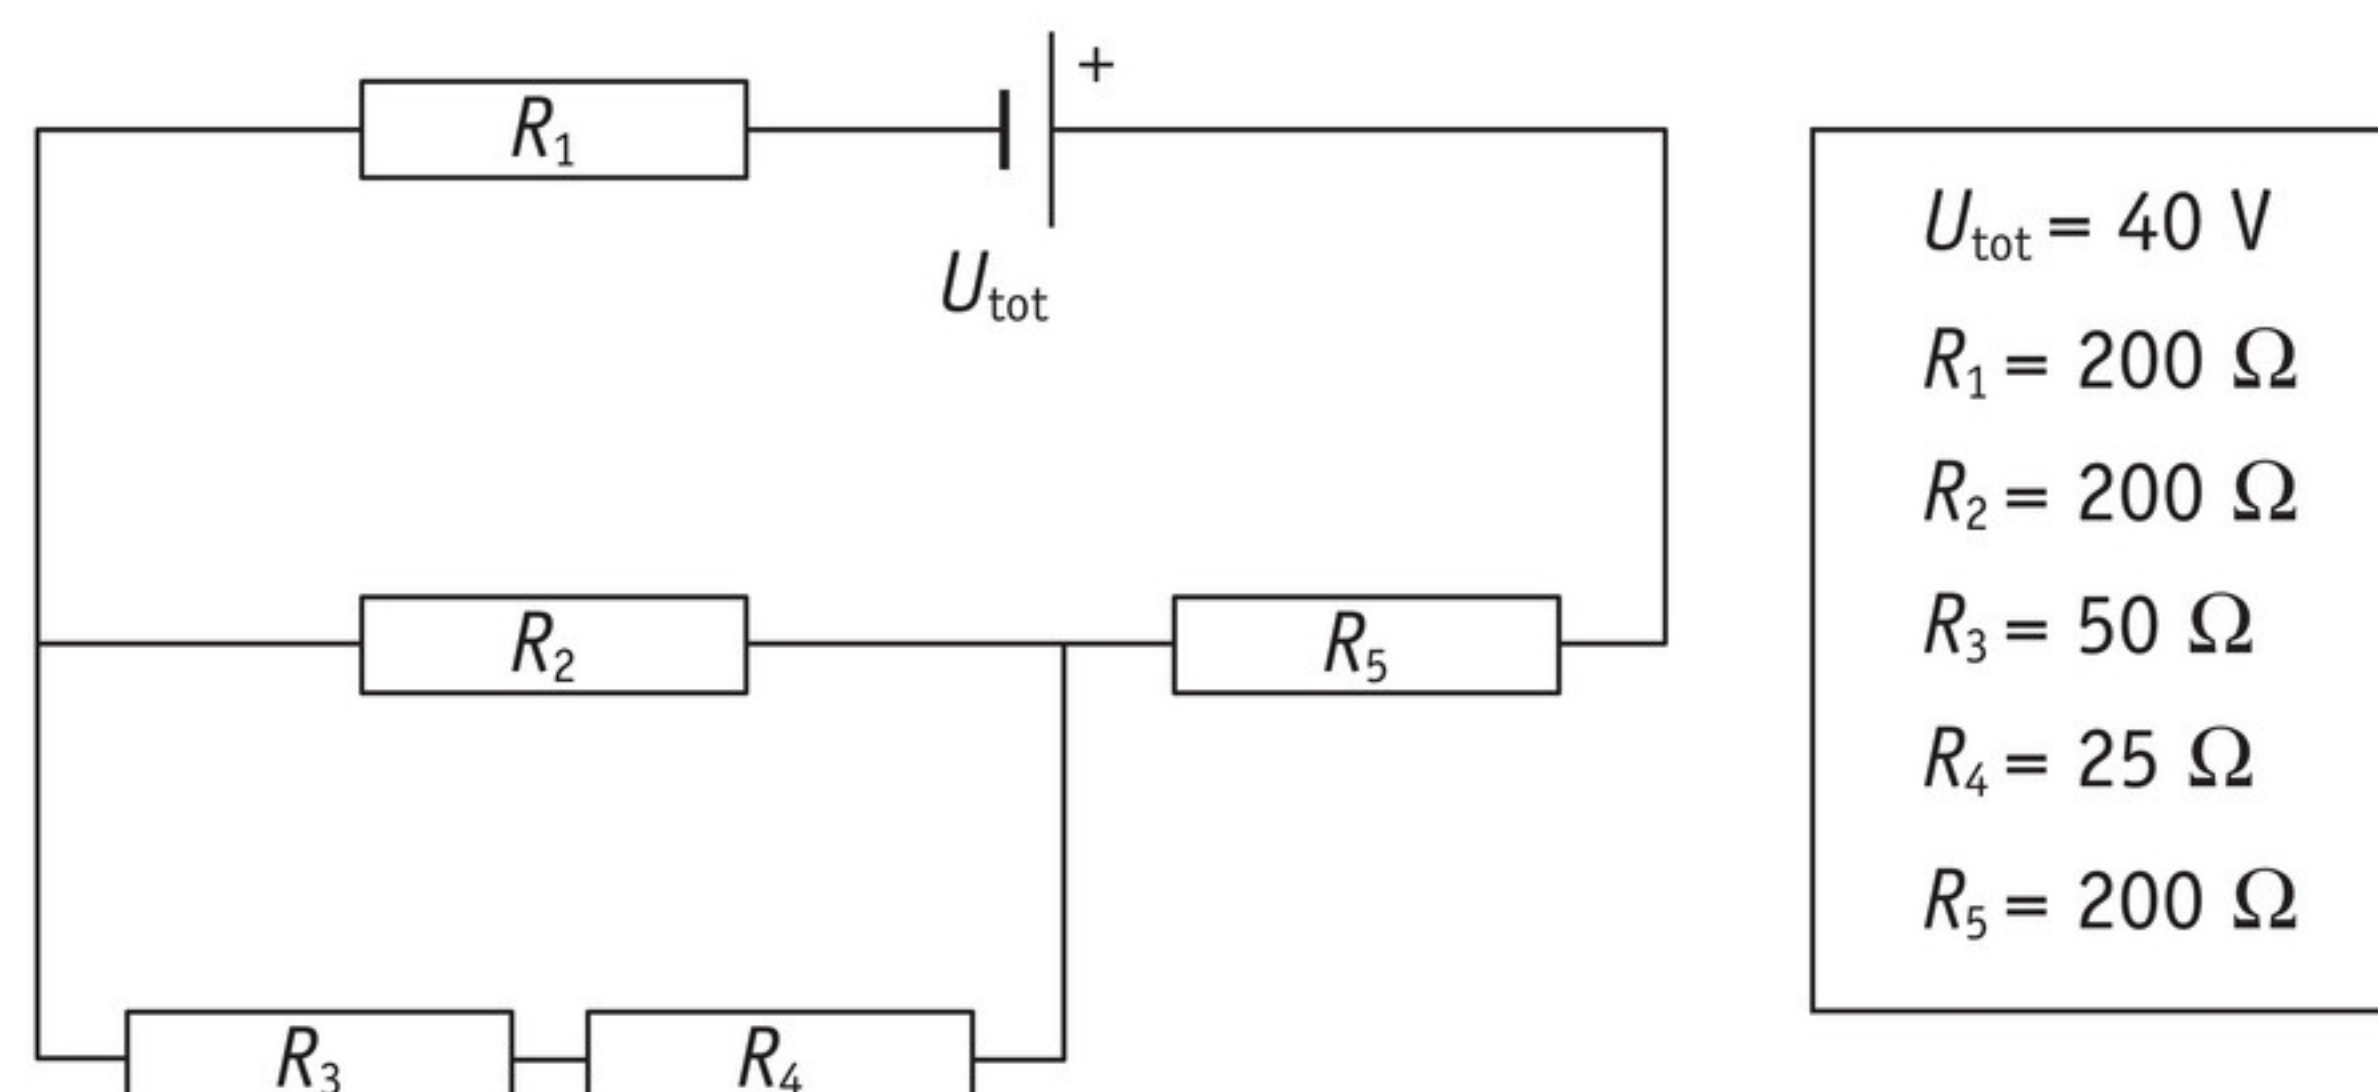 R₁
+
Uₜₒₜ
R₂
R₅
R₃
R₄
Uₜₒₜ = 40 V
R₁ = 200 Ω
R₂ = 200 Ω
R₃ = 50 Ω
R₄ = 25 Ω
R₅ = 200 Ω